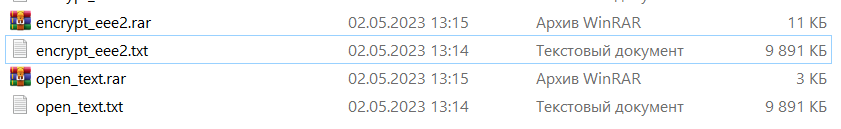 encrypt_eee2.rar 02.05.2023 13:15 Архив WinRAR 11 КБ
encrypt_eee2.txt 02.05.2023 13:14 Текстовый документ 9 891 КБ
open_text.rar 02.05.2023 13:15 Архив WinRAR 3 КБ
open_text.txt 02.05.2023 13:14 Текстовый документ 9 891 КБ